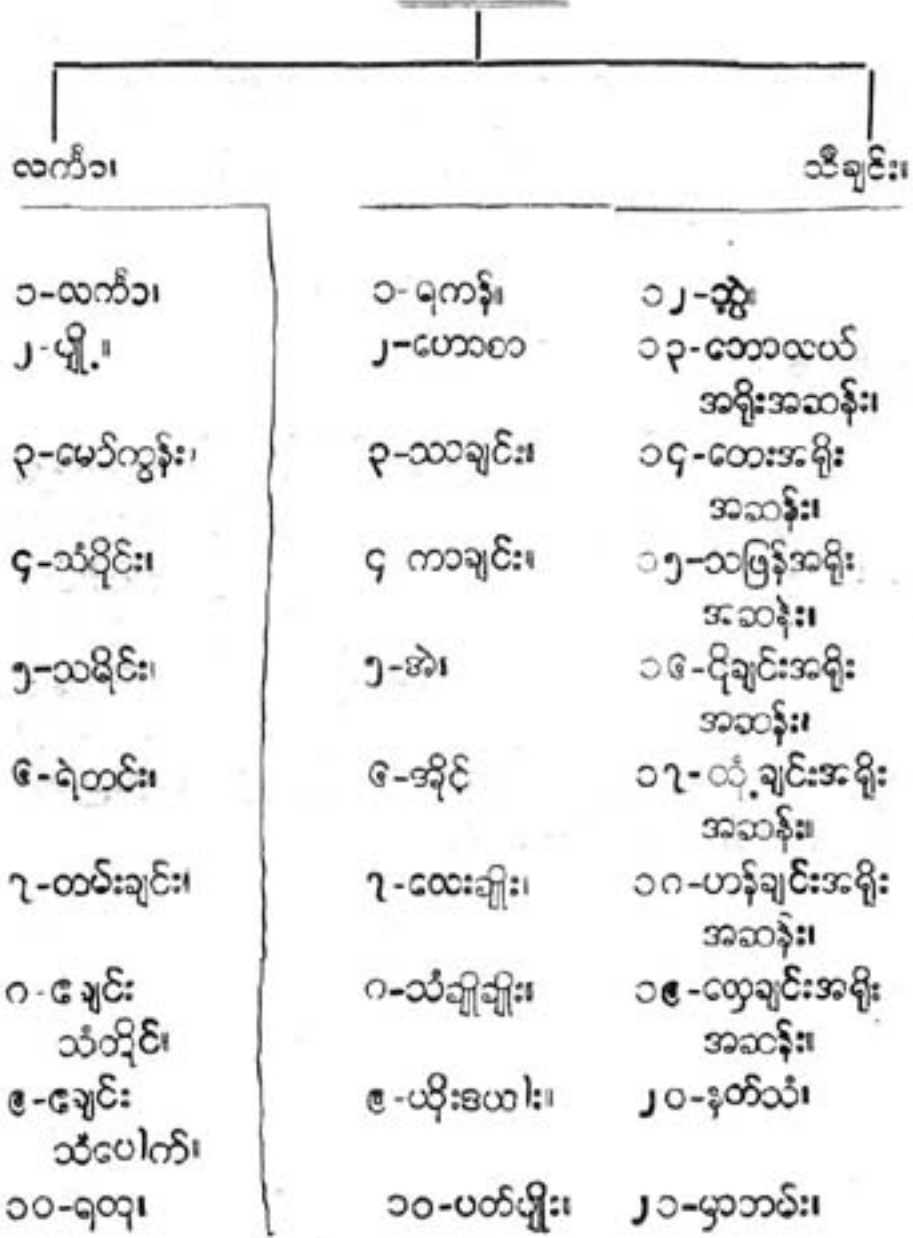 လင်္ကာ၊
သီချင်း၊
၁-လင်္ကာ၊
၂-ပျို့။
၃-မော်ကွန်း၊
၄-သံပိုင်း၊
၅-သဖြိုင်း၊
၆-ရဲတင်း၊
၇-တမ်းချင်း၊
၈-ဧချင်း
သံတိုင်၊
၉-ဧချင်း
သံပေါက်၊
၁၀-ရတု၊
၁-ရကန်။
၂-ဟောစာ
၃-သာချင်း။
၄ ကာချင်း။
၅-အဲ၊
၆-အိုင်
၇-လေးချိုး၊
၈-သံချိုချိုး၊
၉-ယိုးဒယါး။
၁၀-ပတ်ပျိုး၊
၁၂-ဘွဲ့။
၁၃-ဘောလယ်
အရိုးအဆန်း၊
၁၄-တေးအရိုး
အဆန်း၊
၁၅-သဖြန်အရိုး
အဆန်း၊
၁၆-ငိုချင်းအရိုး
အဆန်း၊
၁၇-ထုံ့ချင်းအရိုး
အဆန်း။
၁၈-ဟန်ချင်းအရိုး
အဆန်း၊
၁၉-လှေချင်းအရိုး
အဆန်း၊
၂၀-နတ်သံ၊
၂၁-မှာတမ်း၊